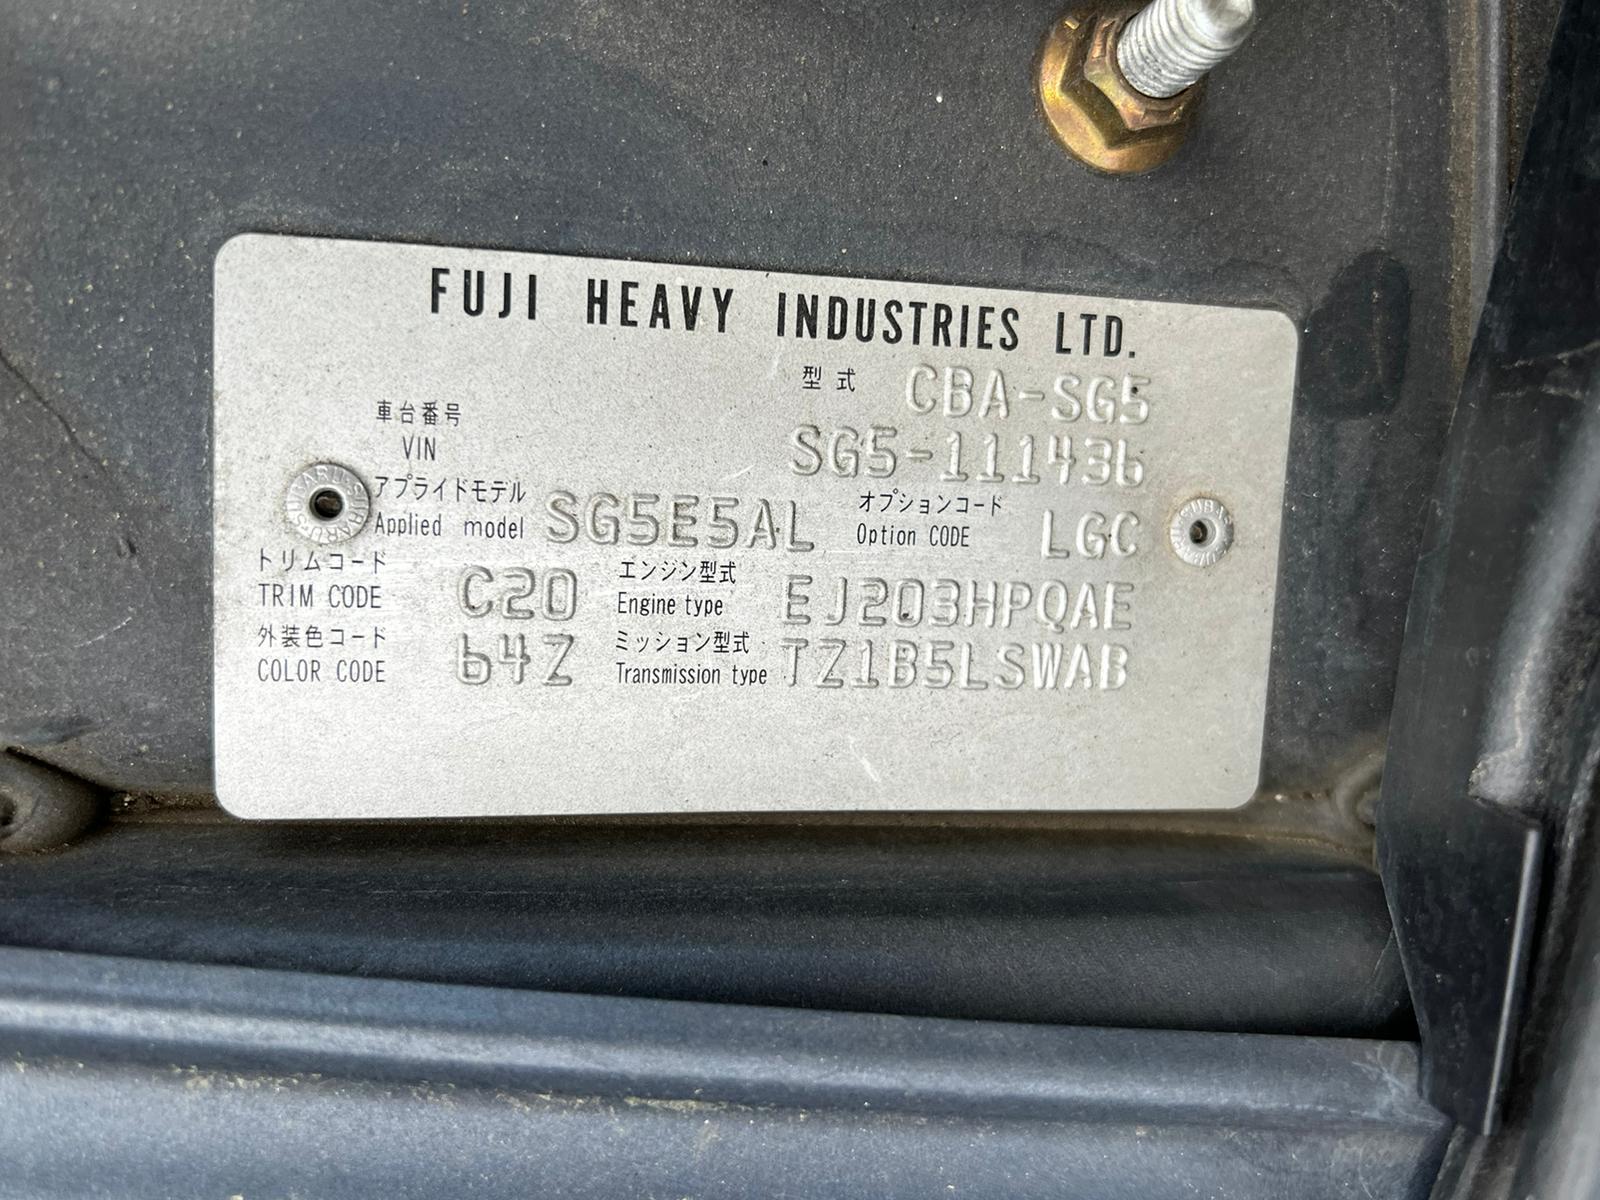 FUJI HEAVY INDUSTRIES LTD.
型式 CBA-SG5
車台番号
VIN SG5-111436
アプライドモデル オプションコード
Applied model SG5E5AL Option CODE LGC
トリムコード エンジン型式
TRIM CODE C20 Engine type EJ203HPQAE
外装色コード ミッション型式
COLOR CODE 64Z Transmission type TZ1B5LSWAB
SUBARU
SUBARU